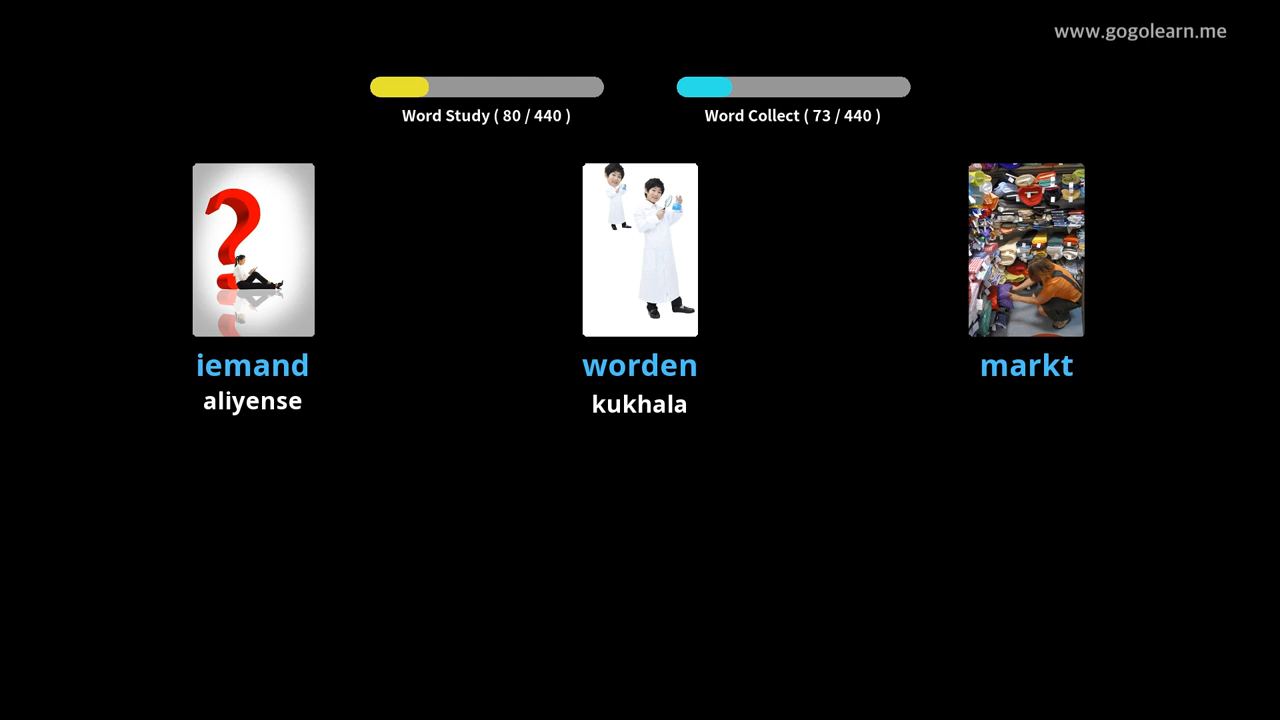 www.gogolearn.me
Word Study ( 80 / 440 )
Word Collect ( 73 / 440 )
iemand
worden
markt
aliyense
kukhala